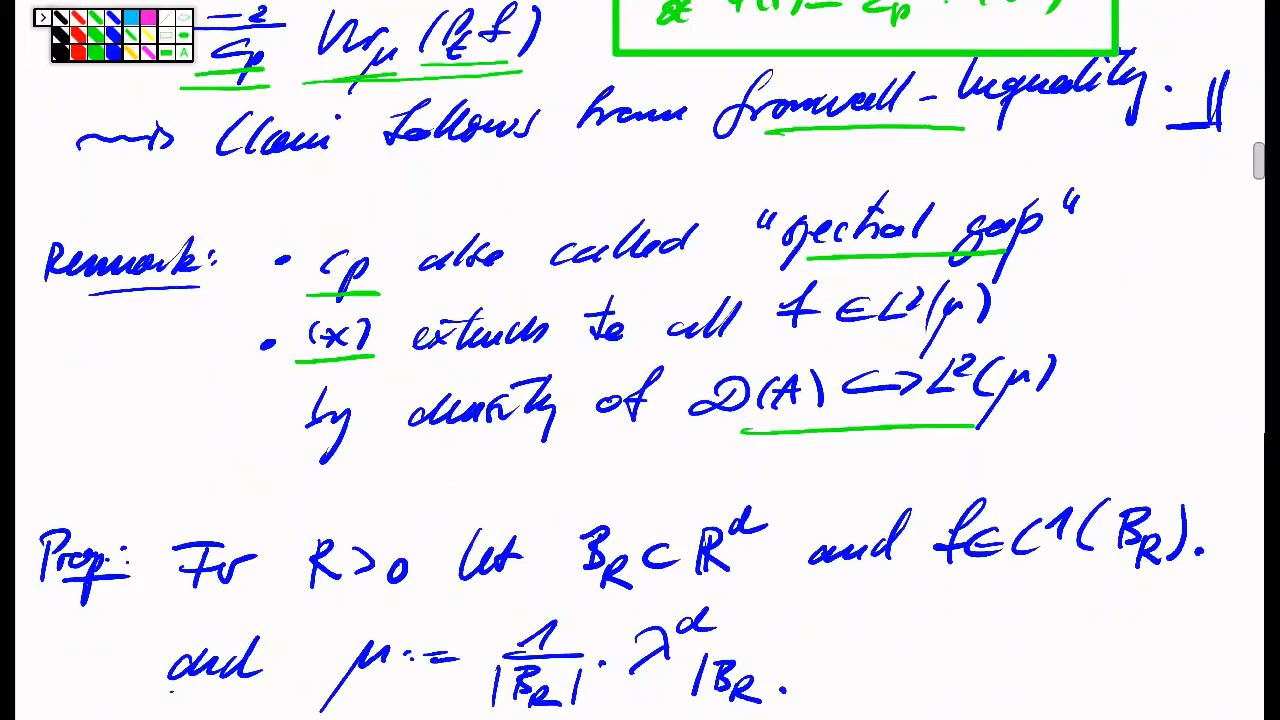 -2/c_p Var_μ (P_t f)
⇝ Claim follows from Gronwall-Inequality.
Remark: • c_p also called "spectral gap"
• (*) extends to all f ∈ L²(μ)
by density of D(A) ↪ L²(μ)
Prop.: For R>0 let B_R ⊂ ℝ^d and f ∈ C¹(B_R).
and μ := 1/|B_R| · λ^d |B_R.